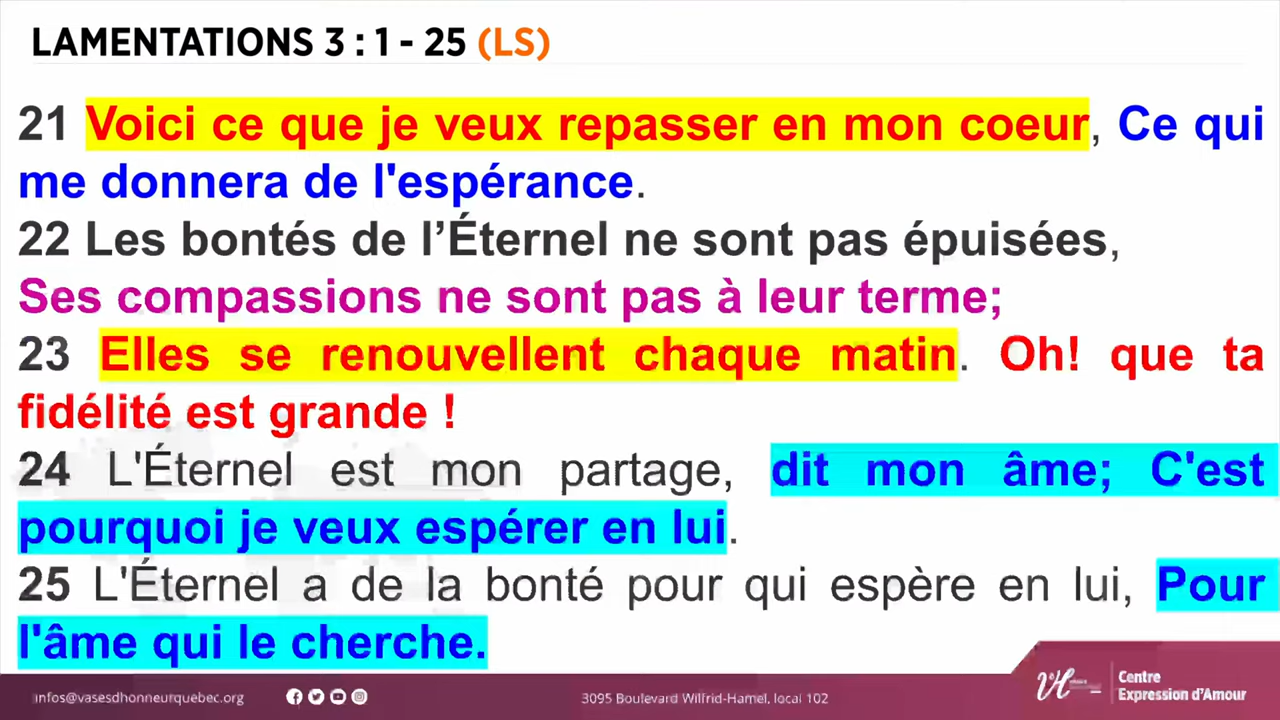 LAMENTATIONS 3 : 1 - 25 (LS)
21 Voici ce que je veux repasser en mon coeur, Ce qui
me donnera de l'espérance.
22 Les bontés de l’Éternel ne sont pas épuisées,
Ses compassions ne sont pas à leur terme;
23 Elles se renouvellent chaque matin. Oh! que ta
fidélité est grande !
24 L'Éternel est mon partage, dit mon âme; C'est
pourquoi je veux espérer en lui.
25 L'Éternel a de la bonté pour qui espère en lui, Pour
l'âme qui le cherche.
infos@vasesdhonneurquebec.org
3095 Boulevard Wilfrid-Hamel, local 102
VH
Centre
Expression d'Amour